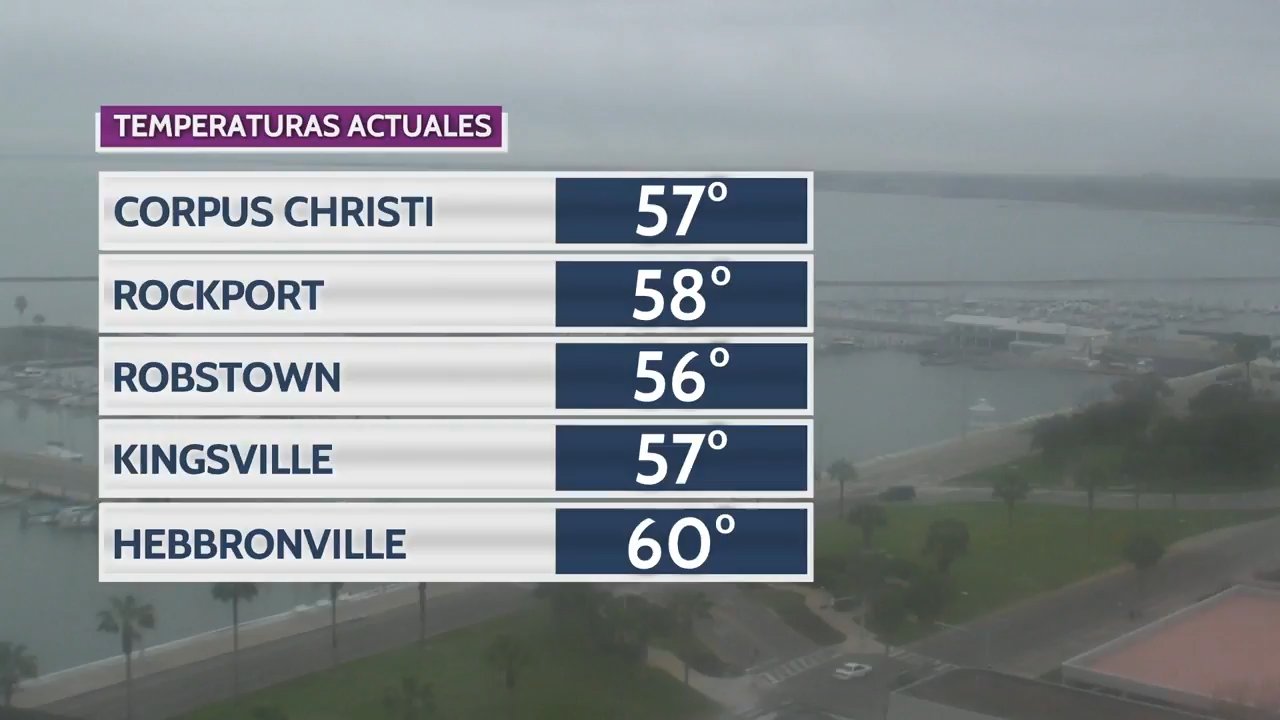 TEMPERATURAS ACTUALES
CORPUS CHRISTI 57°
ROCKPORT 58°
ROBSTOWN 56°
KINGSVILLE 57°
HEBBRONVILLE 60°